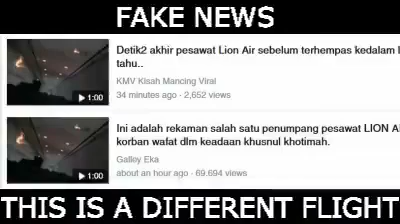 FAKE NEWS
Detik2 akhir pesawat Lion Air sebelum terhempas kedalam
tahu..
KMV Kisah Mancing Viral
34 minutes ago · 2,652 views
1:00
Ini adalah rekaman salah satu penumpang pesawat LION
korban wafat dlm keadaan khusnul khotimah.
Galley Eka
about an hour ago · 69.694 views
1:00
THIS IS A DIFFERENT FLIGHT